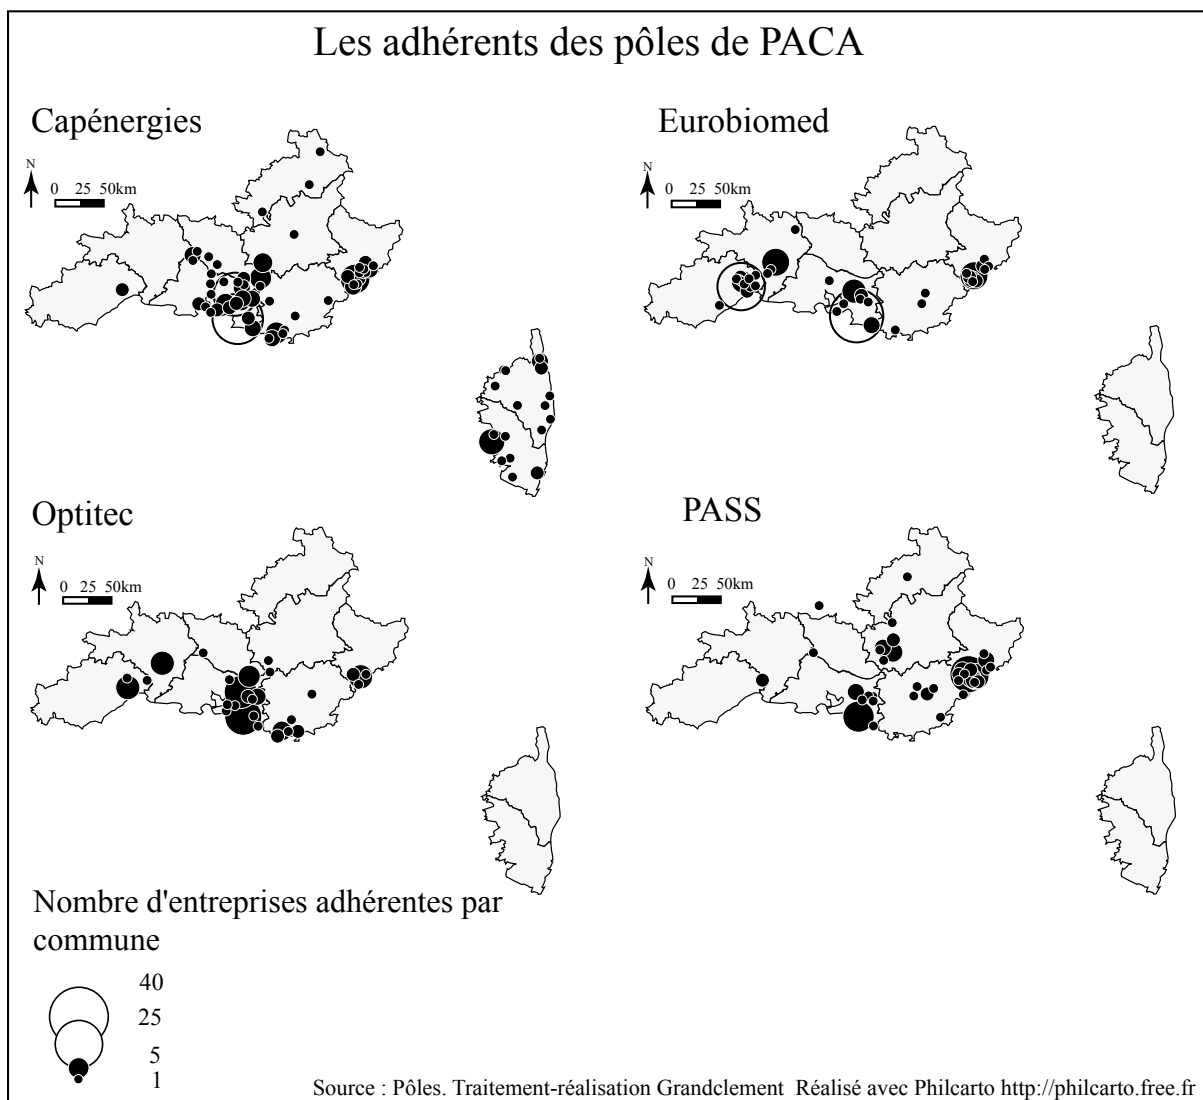 Les adhérents des pôles de PACA
Capénergies
Eurobiomed
N
0 25 50km
N
0 25 50km
Optitec
PASS
N
0 25 50km
N
0 25 50km
Nombre d'entreprises adhérentes par
commune
40
25
5
1
Source : Pôles. Traitement-réalisation Grandclement Réalisé avec Philcarto http://philcarto.free.fr